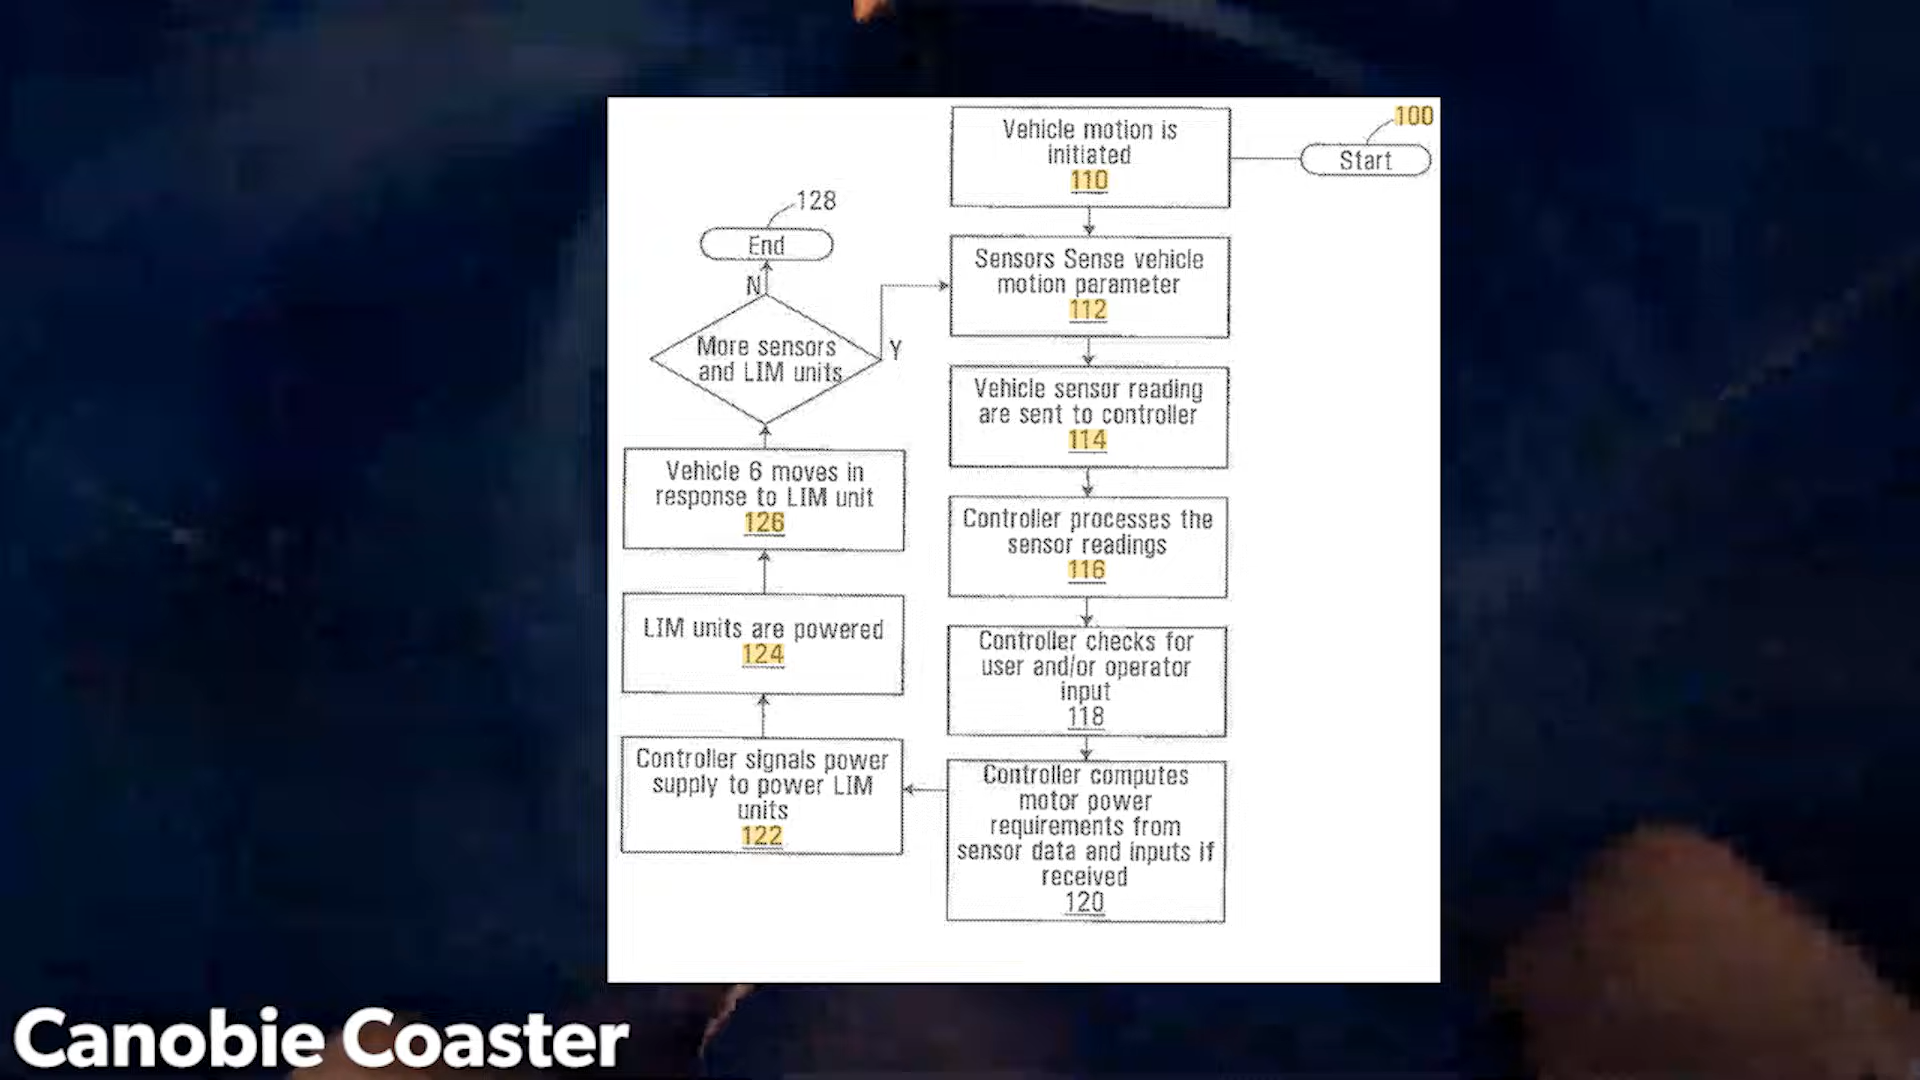 100
Start
Vehicle motion is
initiated
110
Sensors Sense vehicle
motion parameter
112
Vehicle sensor reading
are sent to controller
114
Controller processes the
sensor readings
116
Controller checks for
user and/or operator
input
118
Controller computes
motor power
requirements from
sensor data and inputs if
received
120
Controller signals power
supply to power LIM
units
122
LIM units are powered
124
Vehicle 6 moves in
response to LIM unit
126
More sensors
and LIM units
Y
N
End
128
Canobie Coaster